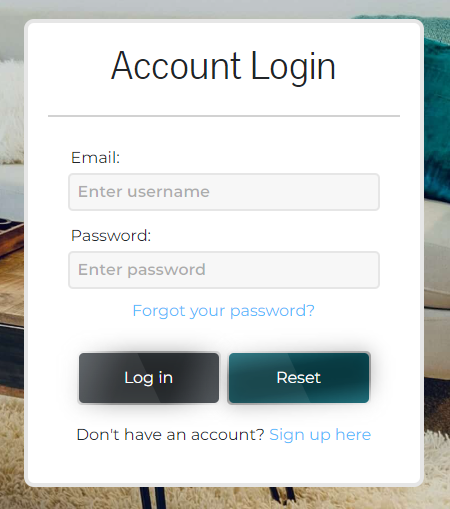 Account Login
Email:
Enter username
Password:
Enter password
Forgot your password?
Log in Reset
Don't have an account? Sign up here